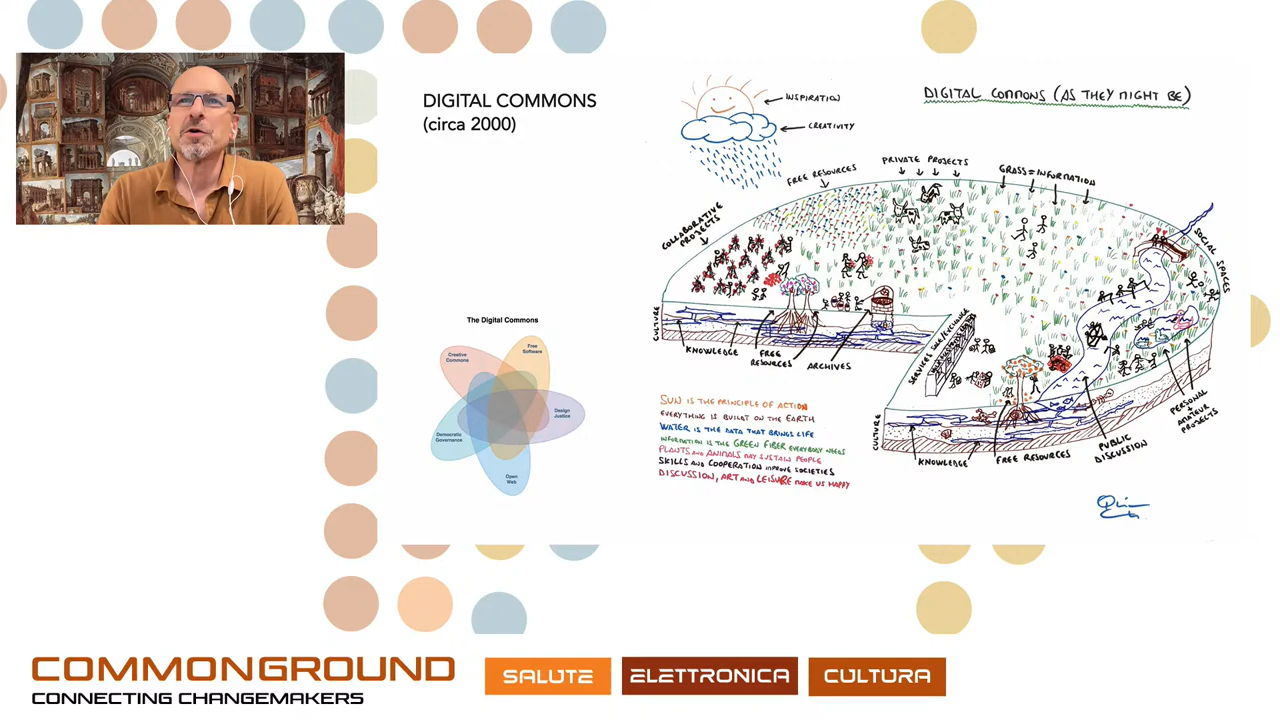 DIGITAL COMMONS
(circa 2000)
The Digital Commons
Creative
Commons
Free
Software
Design
Justice
Democratic
Governance
Open
Web
DIGITAL COMMONS (AS THEY MIGHT BE)
INSPIRATION
CREATIVITY
FREE RESOURCES
PRIVATE PROJECTS
GRASS = INFORMATION
COLLABORATIVE
PROJECTS
SOCIAL SPACES
CULTURE
KNOWLEDGE
FREE
RESOURCES
ARCHIVES
CULTURE
KNOWLEDGE
FREE RESOURCES
PUBLIC
DISCUSSION
PERSONAL
PROJECTS
SUN IS THE PRINCIPLE OF ACTION
EVERYTHING IS BUILT ON THE EARTH
WATER IS THE DATA THAT BRINGS LIFE
INFORMATION IS THE GREEN FIBER EVERYBODY NEEDS
PLANTS AND ANIMALS MAY SUSTAIN PEOPLE
SKILLS AND COOPERATION IMPROVE SOCIETIES
DISCUSSION, ART AND LEISURE MAKE US HAPPY
COMMONGROUND
CONNECTING CHANGEMAKERS
SALUTE
ELETTRONICA
CULTURA